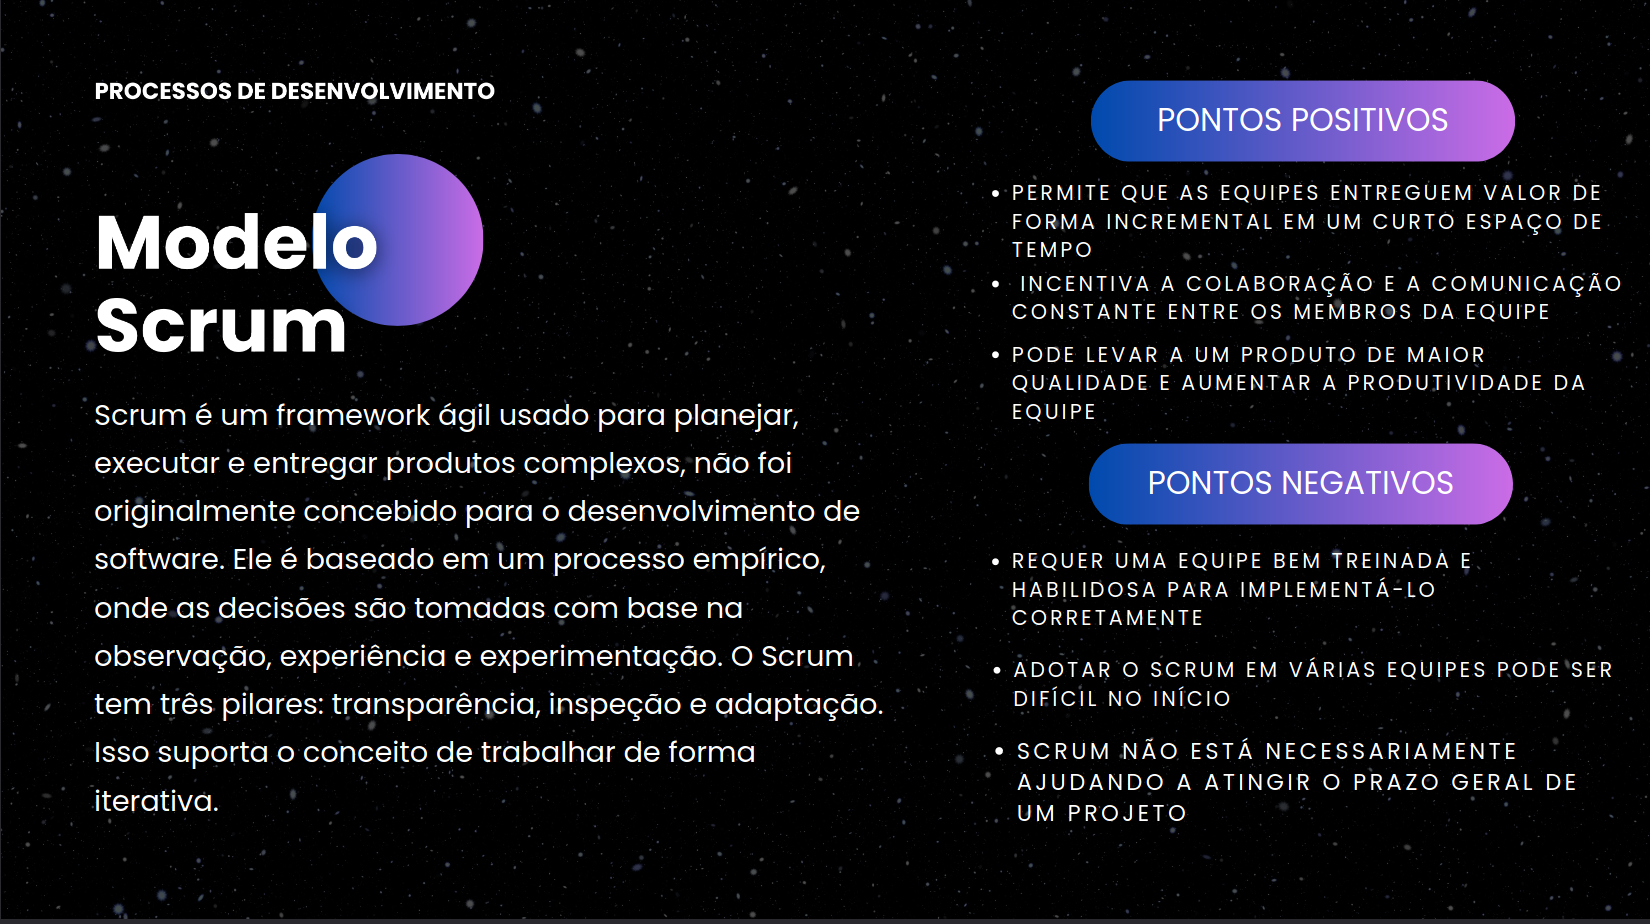 PROCESSOS DE DESENVOLVIMENTO
Modelo
Scrum
Scrum é um framework ágil usado para planejar,
executar e entregar produtos complexos, não foi
originalmente concebido para o desenvolvimento de
software. Ele é baseado em um processo empírico,
onde as decisões são tomadas com base na
observação, experiência e experimentação. O Scrum
tem três pilares: transparência, inspeção e adaptação.
Isso suporta o conceito de trabalhar de forma
iterativa.
PONTOS POSITIVOS
• PERMITE QUE AS EQUIPES ENTREGUEM VALOR DE
FORMA INCREMENTAL EM UM CURTO ESPAÇO DE
TEMPO
• INCENTIVA A COLABORAÇÃO E A COMUNICAÇÃO
CONSTANTE ENTRE OS MEMBROS DA EQUIPE
• PODE LEVAR A UM PRODUTO DE MAIOR
QUALIDADE E AUMENTAR A PRODUTIVIDADE DA
EQUIPE
PONTOS NEGATIVOS
• REQUER UMA EQUIPE BEM TREINADA E
HABILIDOSA PARA IMPLEMENTÁ-LO
CORRETAMENTE
• ADOTAR O SCRUM EM VÁRIAS EQUIPES PODE SER
DIFÍCIL NO INÍCIO
• SCRUM NÃO ESTÁ NECESSARIAMENTE
AJUDANDO A ATINGIR O PRAZO GERAL DE
UM PROJETO